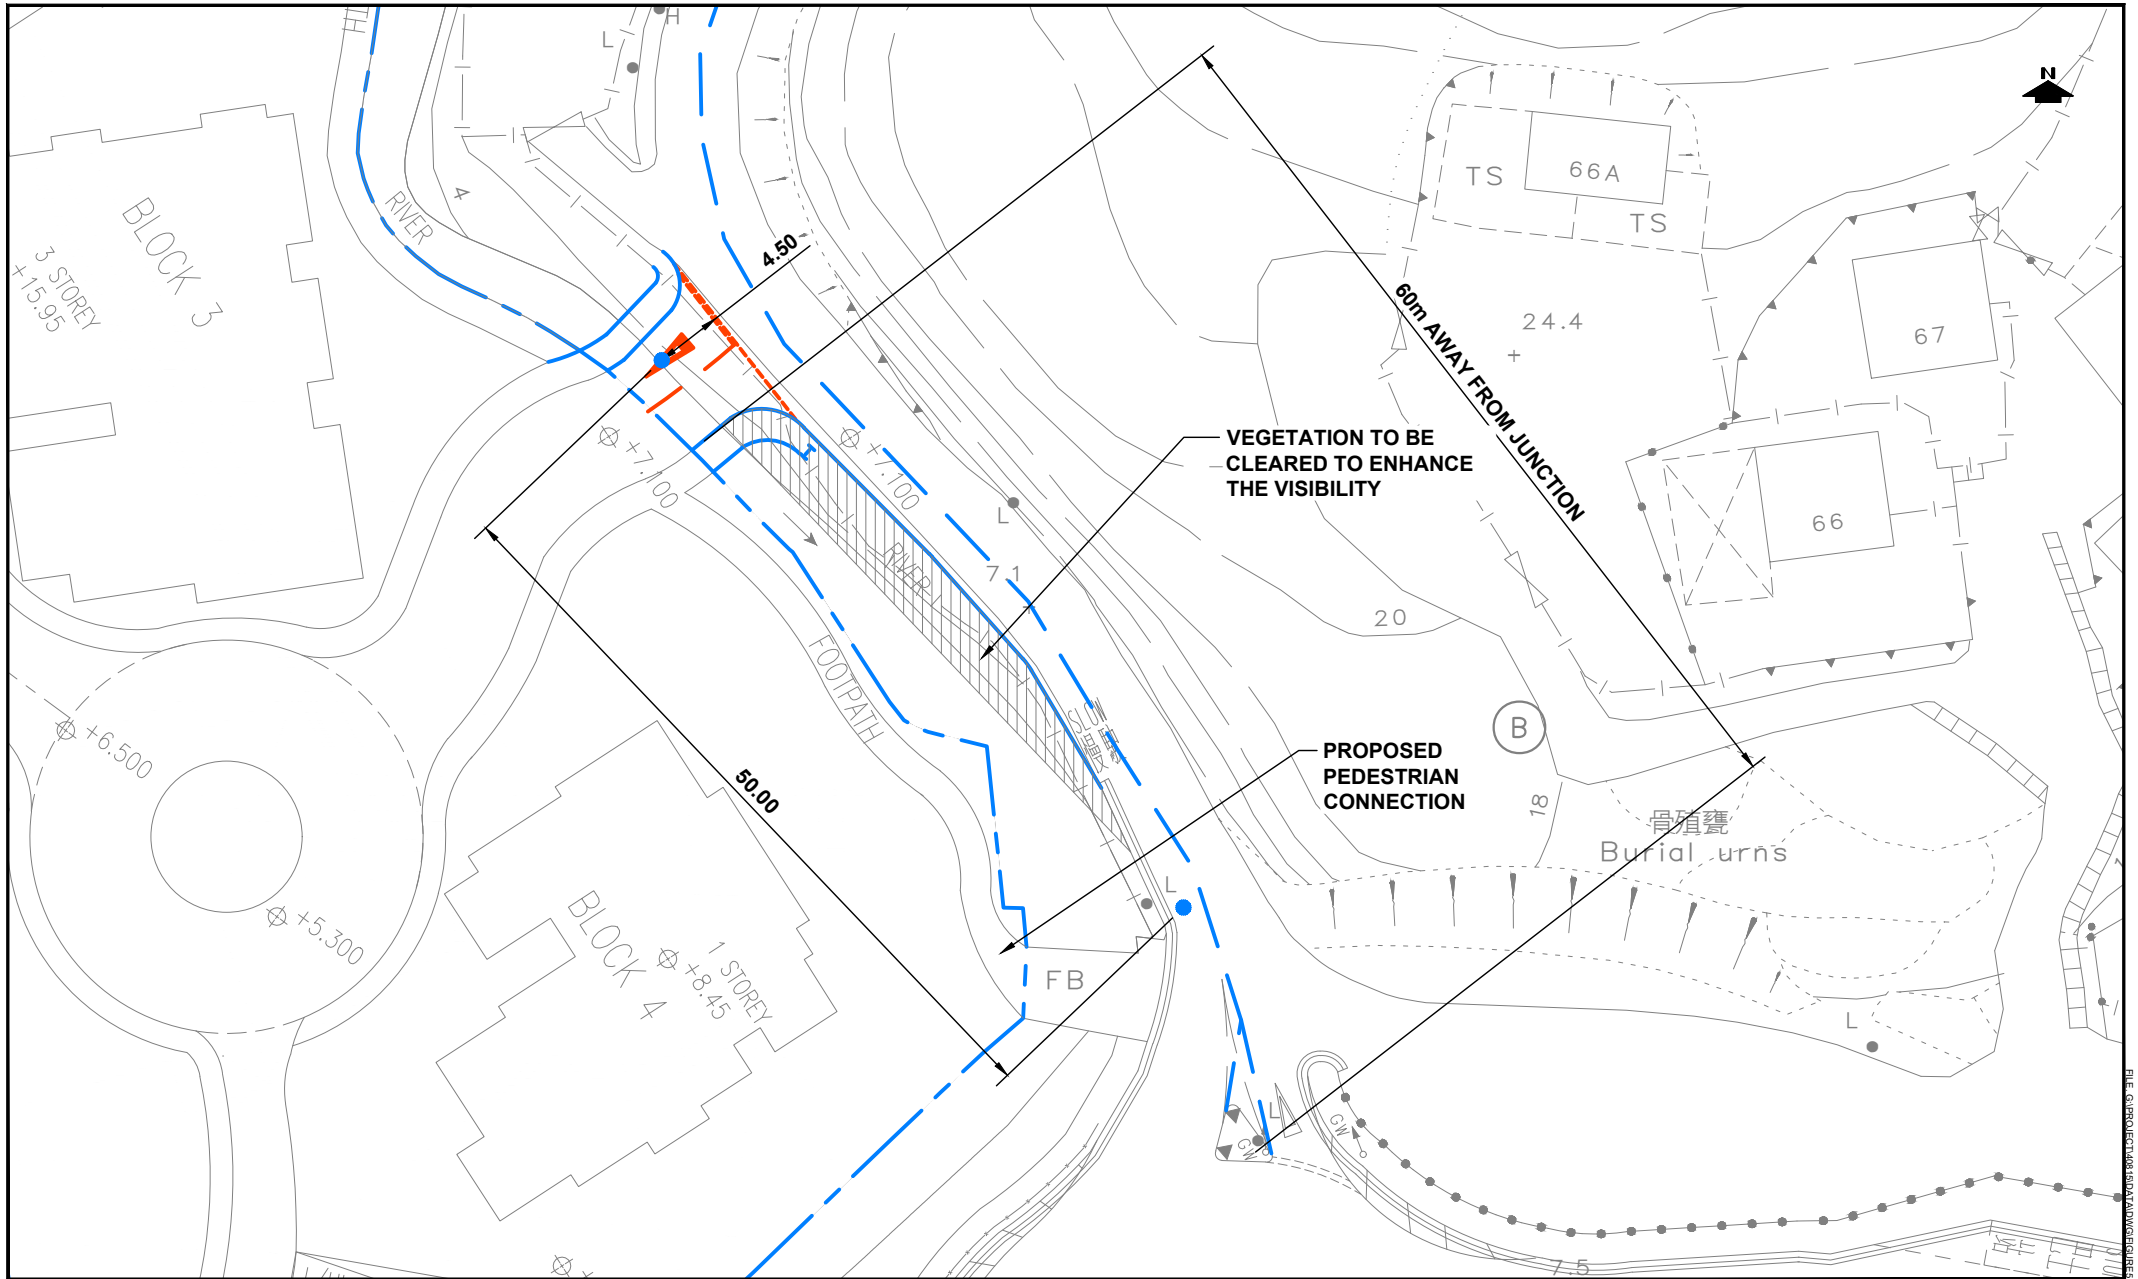 H
L
N
TS
66A
TS
BLOCK 3
3 STOREY
+15.95
4
RIVER
4.50
60m AWAY FROM JUNCTION
24.4
67
+7.100
+7.100
VEGETATION TO BE
CLEARED TO ENHANCE
THE VISIBILITY
L
66
RIVER
7.1
20
FOOTPATH
B
+6.500
50.00
PROPOSED
PEDESTRIAN
CONNECTION
18
骨殖甕
Burial urns
L
+5.300
BLOCK 4
1 STOREY
+8.45
FB
L
L
GW
GW
7.5